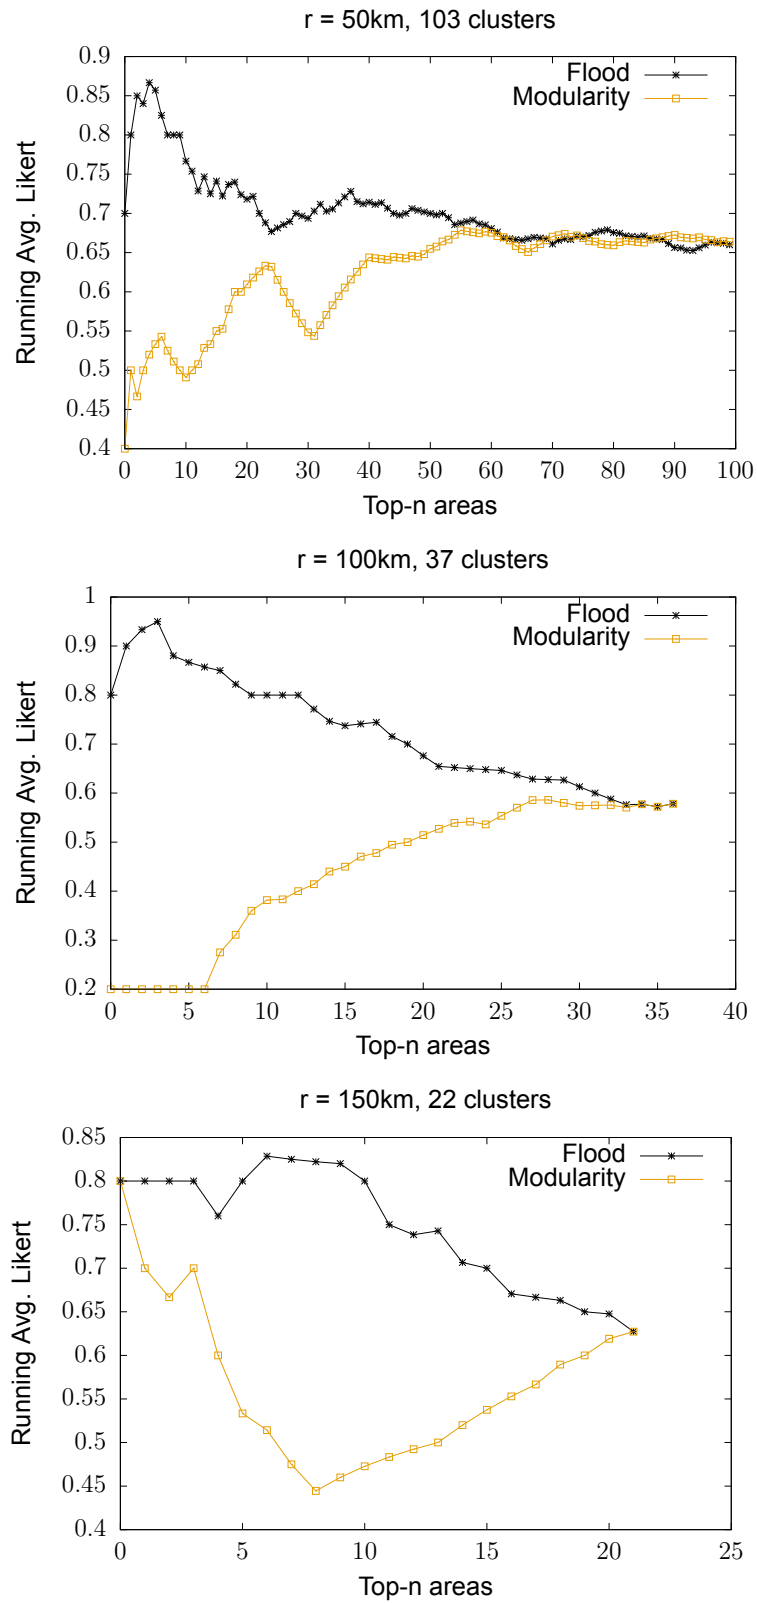 r = 50km, 103 clusters
Flood
Modularity
0.9
0.85
0.8
0.75
0.7
0.65
0.6
0.55
0.5
0.45
0.4
Running Avg. Likert
0 10 20 30 40 50 60 70 80 90 100
Top-n areas
r = 100km, 37 clusters
Flood
Modularity
1
0.9
0.8
0.7
0.6
0.5
0.4
0.3
0.2
Running Avg. Likert
0 5 10 15 20 25 30 35 40
Top-n areas
r = 150km, 22 clusters
Flood
Modularity
0.85
0.8
0.75
0.7
0.65
0.6
0.55
0.5
0.45
0.4
Running Avg. Likert
0 5 10 15 20 25
Top-n areas